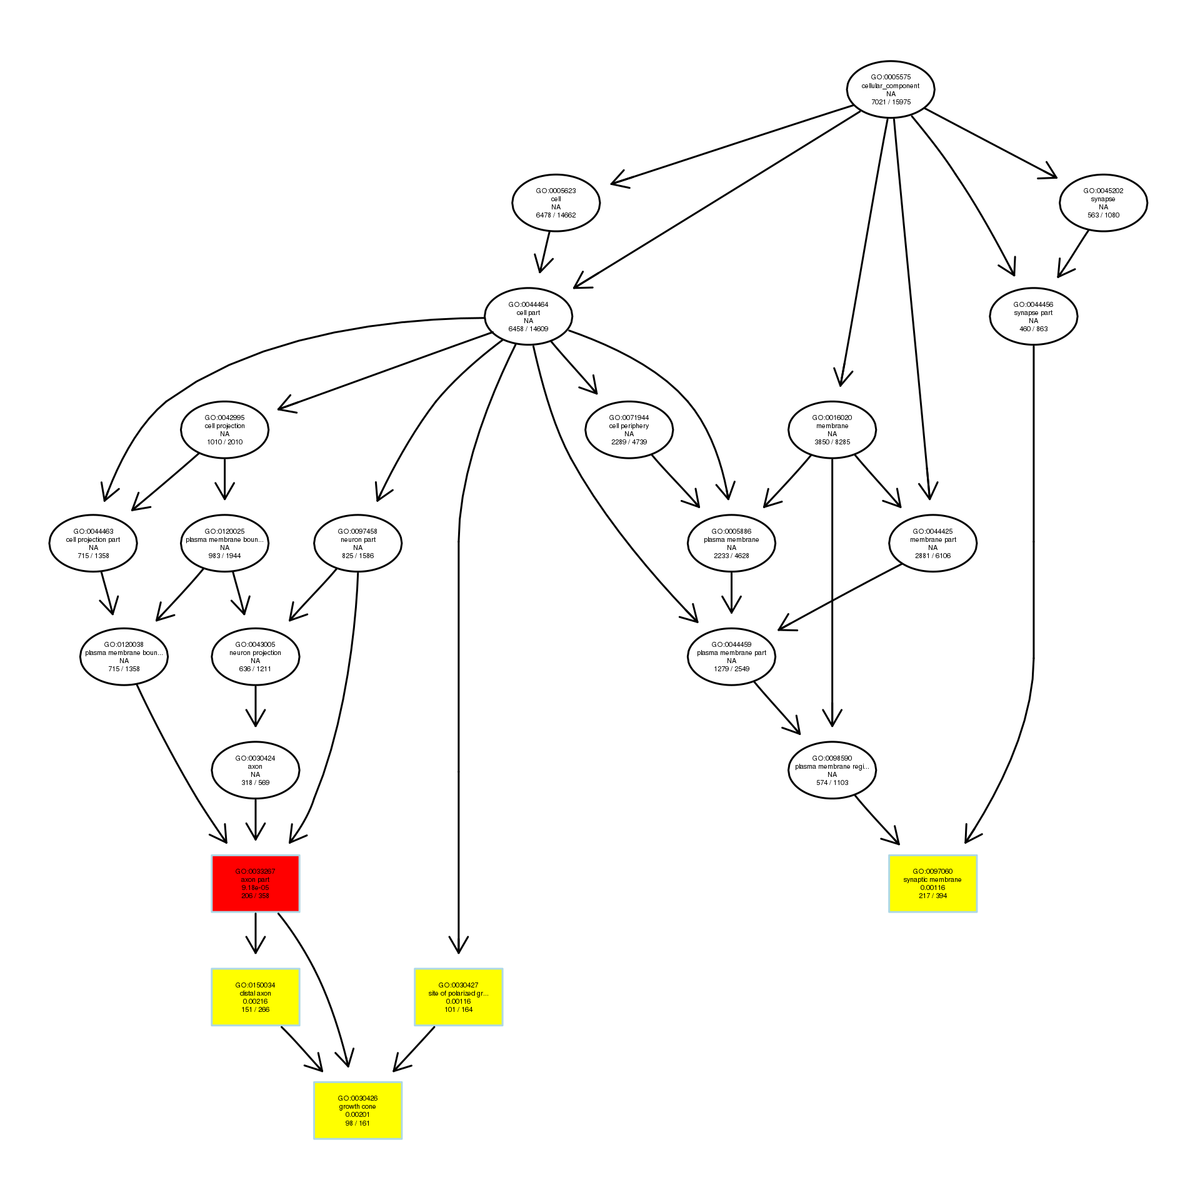 GO:0005575
cellular_component
NA
7021 / 15975
GO:0005623
cell
NA
6478 / 14662
GO:0045202
synapse
NA
563 / 1080
GO:0044464
cell part
NA
6458 / 14609
GO:0044456
synapse part
NA
460 / 863
GO:0042995
cell projection
NA
1010 / 2010
GO:0071944
cell periphery
NA
2289 / 4739
GO:0016020
membrane
NA
3850 / 8285
GO:0044463
cell projection part
NA
715 / 1358
GO:0120025
plasma membrane boun...
NA
983 / 1944
GO:0097458
neuron part
NA
825 / 1586
GO:0005886
plasma membrane
NA
2233 / 4628
GO:0044425
membrane part
NA
2881 / 6106
GO:0120038
plasma membrane boun...
NA
715 / 1358
GO:0043005
neuron projection
NA
636 / 1211
GO:0044459
plasma membrane part
NA
1279 / 2549
GO:0030424
axon
NA
318 / 569
GO:0098590
plasma membrane regi...
NA
574 / 1103
GO:0033267
axon part
9.18e-05
206 / 358
GO:0097060
synaptic membrane
0.00116
217 / 394
GO:0150034
distal axon
0.00216
151 / 266
GO:0030427
site of polarized gr...
0.00116
101 / 164
GO:0030426
growth cone
0.00201
98 / 161